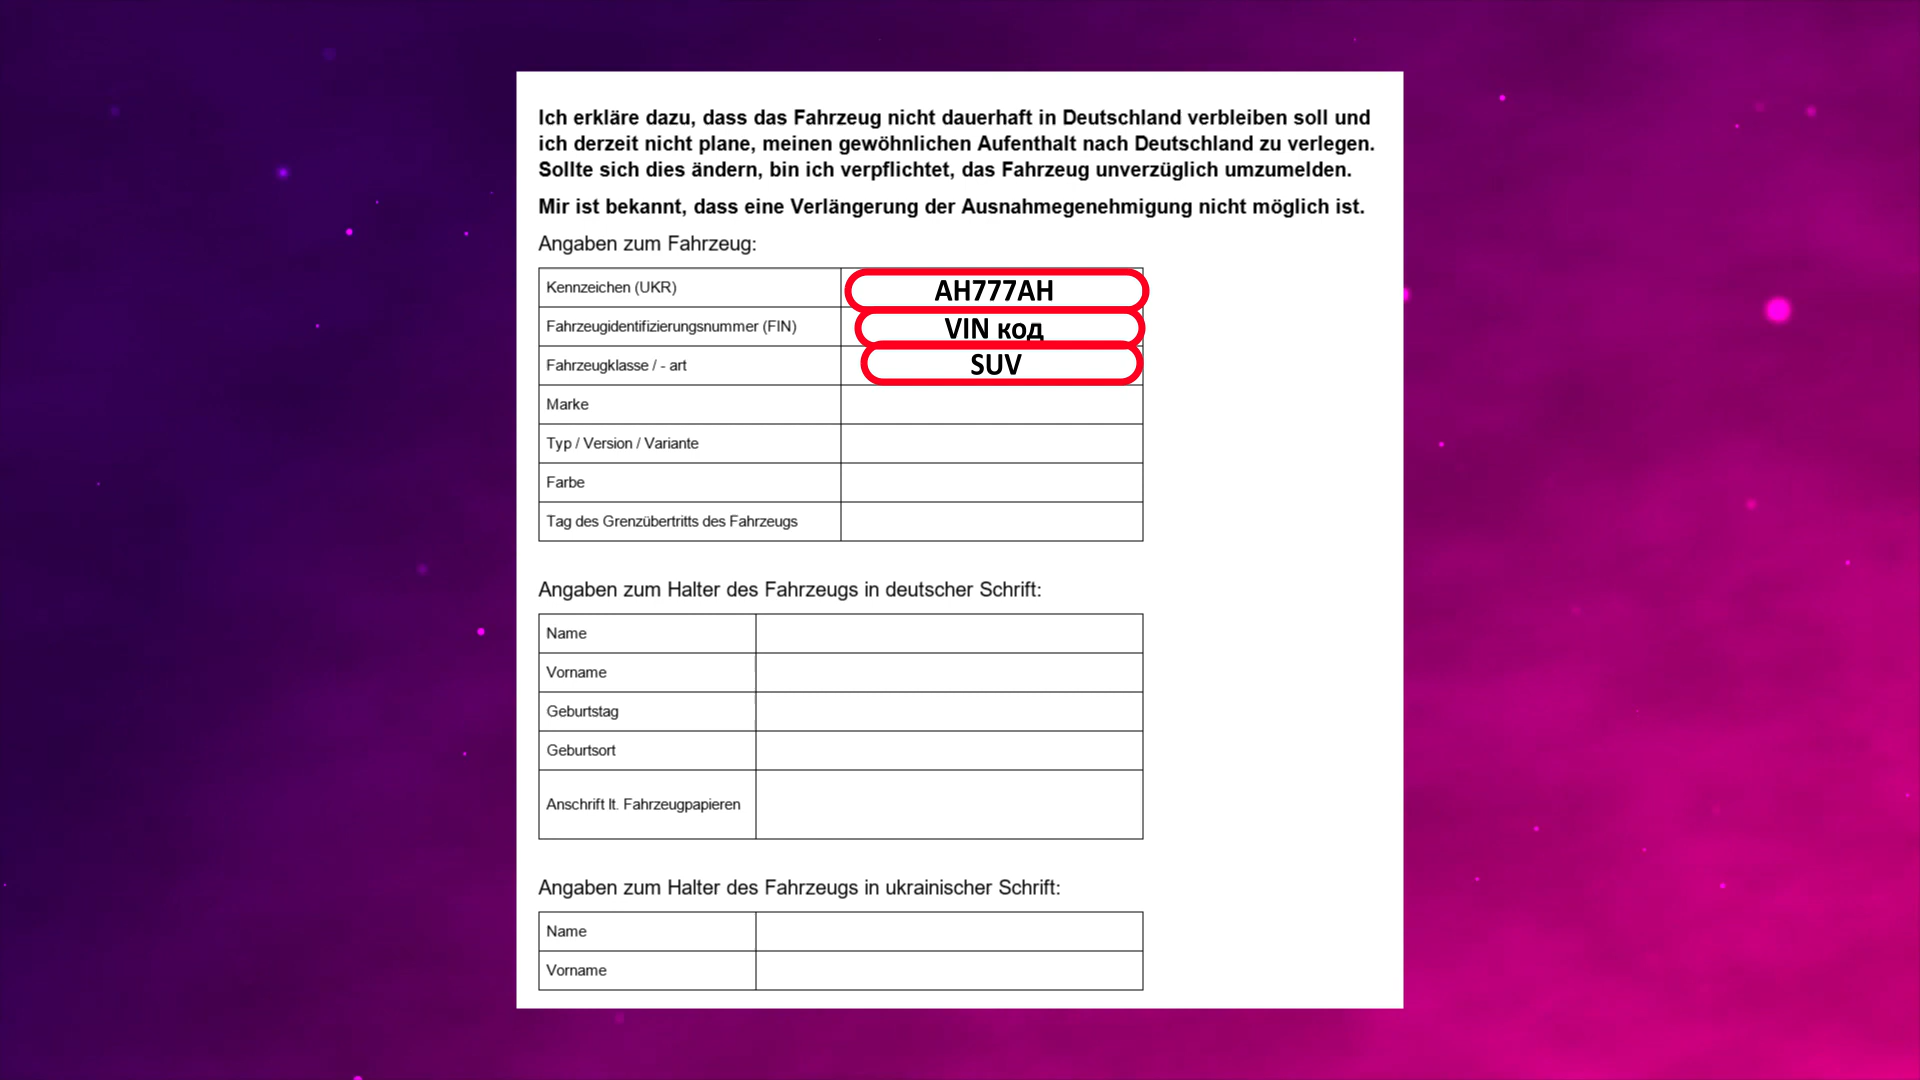 Ich erkläre dazu, dass das Fahrzeug nicht dauerhaft in Deutschland verbleiben soll und
ich derzeit nicht plane, meinen gewöhnlichen Aufenthalt nach Deutschland zu verlegen.
Sollte sich dies ändern, bin ich verpflichtet, das Fahrzeug unverzüglich umzumelden.
Mir ist bekannt, dass eine Verlängerung der Ausnahmegenehmigung nicht möglich ist.
Angaben zum Fahrzeug:
Kennzeichen (UKR) AH777AH
Fahrzeugidentifizierungsnummer (FIN) VIN код
Fahrzeugklasse / - art SUV
Marke
Typ / Version / Variante
Farbe
Tag des Grenzübertritts des Fahrzeugs
Angaben zum Halter des Fahrzeugs in deutscher Schrift:
Name
Vorname
Geburtstag
Geburtsort
Anschrift lt. Fahrzeugpapieren
Angaben zum Halter des Fahrzeugs in ukrainischer Schrift:
Name
Vorname